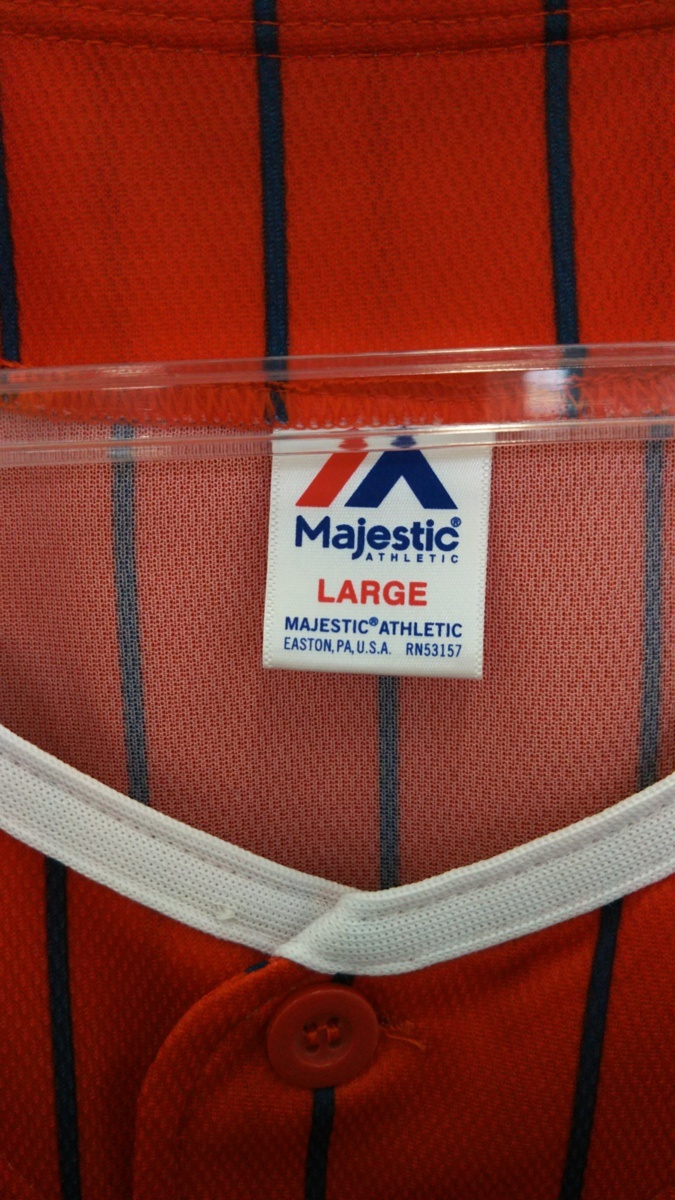 Majestic®
ATHLETIC
LARGE
MAJESTIC® ATHLETIC
EASTON, PA, U.S.A. RN53157